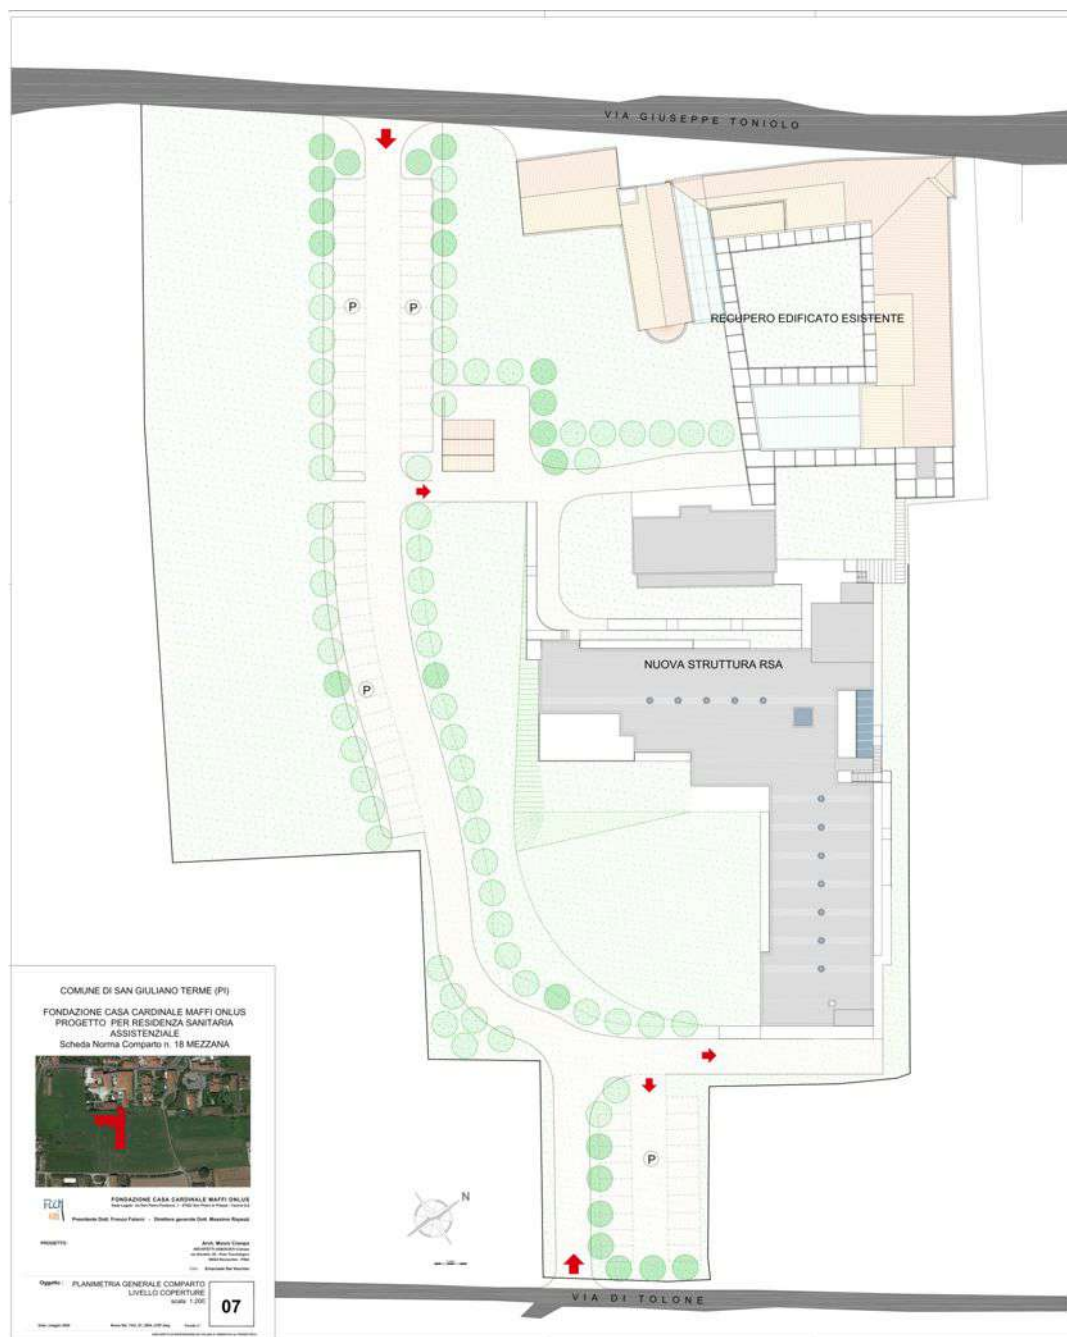 VIA GIUSEPPE TONIOLO
P
P
RECUPERO EDIFICATO ESISTENTE
NUOVA STRUTTURA RSA
P
COMUNE DI SAN GIULIANO TERME (PI)
FONDAZIONE CASA CARDINALE MAFFI ONLUS
PROGETTO PER RESIDENZA SANITARIA
ASSISTENZIALE
Scheda Norma Comparto n. 18 MEZZANA
P
N
FONDAZIONE CASA CARDINALE MAFFI ONLUS
PROGETTO:
Oggetto : PLANIMETRIA GENERALE COMPARTO
LIVELLO COPERTURE
07
VIA DI TOLONE